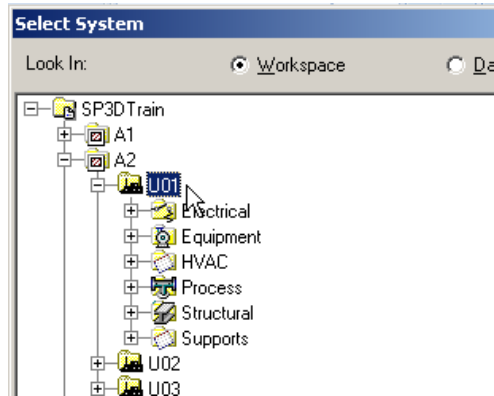 Select System
Look In: Workspace Da
SP3DTrain
A1
A2
U01
Electrical
Equipment
HVAC
Process
Structural
Supports
U02
U03